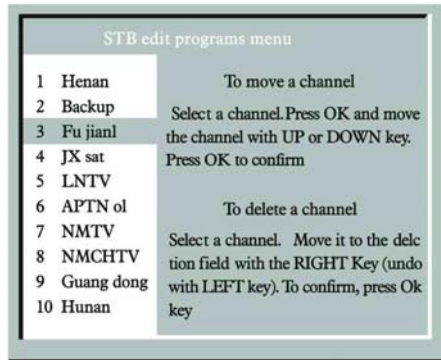 STB edit programs menu
1 Henan
2 Backup
3 Fu jianl
4 JX sat
5 LNTV
6 APTN ol
7 NMTV
8 NMCHTV
9 Guang dong
10 Hunan
To move a channel
Select a channel.Press OK and move
the channel with UP or DOWN key.
Press OK to confirm
To delete a channel
Select a channel. Move it to the delc
tion field with the RIGHT Key (undo
with LEFT key). To confirm, press Ok
key